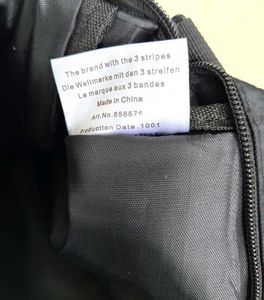 The brand with the 3 stripes
Die Weltmarke mit den 3 streifen
Le marque aux 3 bandes
Made in China
Art.No.656576
Production Date 1001